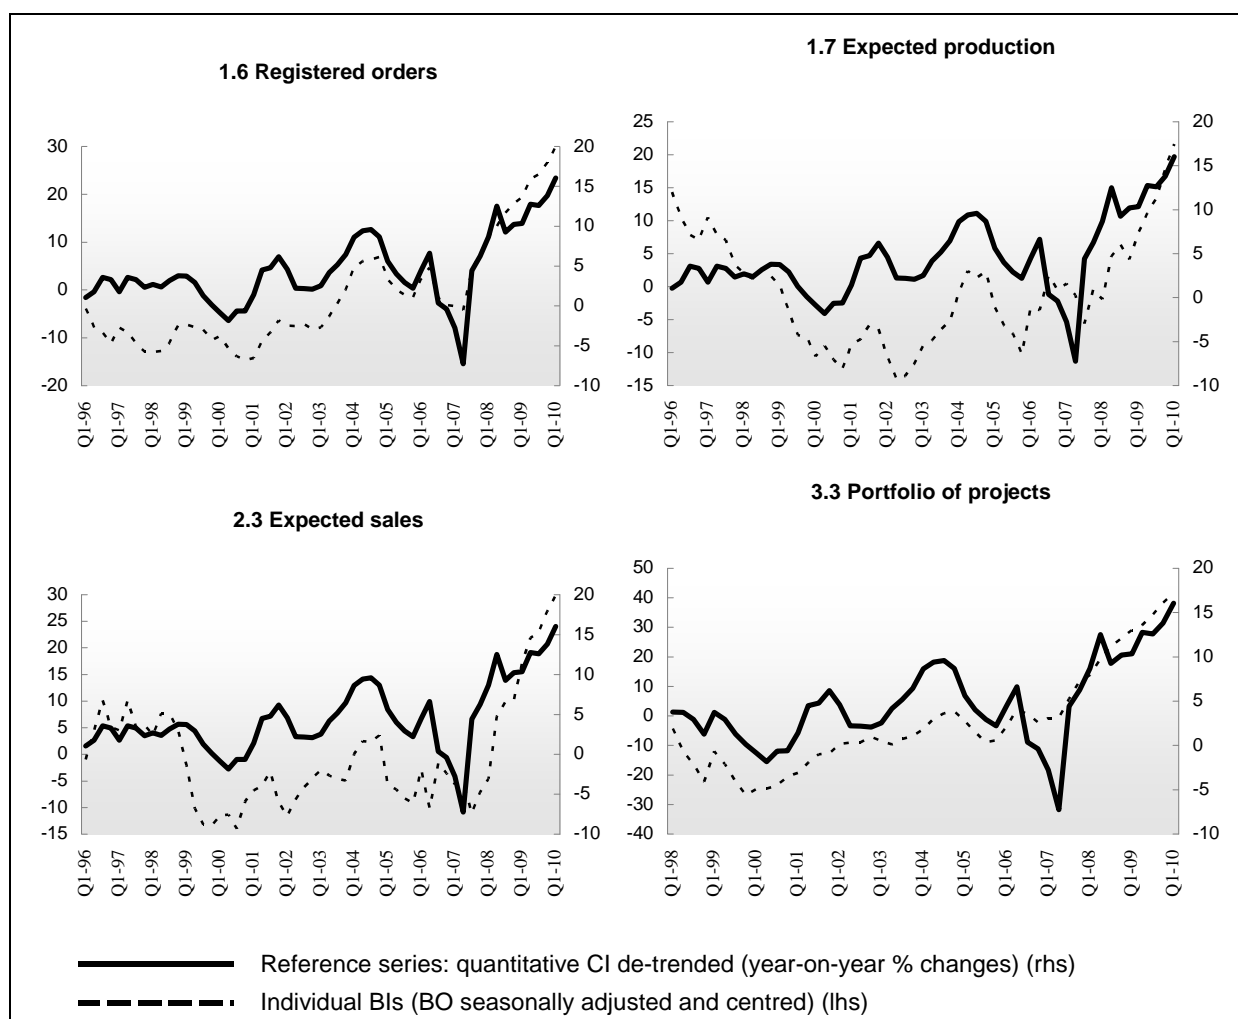 1.6 Registered orders
30
20
10
0
-10
-20
20
15
10
5
0
-5
-10
Q1-96
Q1-97
Q1-98
Q1-99
Q1-00
Q1-01
Q1-02
Q1-03
Q1-04
Q1-05
Q1-06
Q1-07
Q1-08
Q1-09
Q1-10
1.7 Expected production
25
20
15
10
5
0
-5
-10
-15
20
15
10
5
0
-5
-10
Q1-96
Q1-97
Q1-98
Q1-99
Q1-00
Q1-01
Q1-02
Q1-03
Q1-04
Q1-05
Q1-06
Q1-07
Q1-08
Q1-09
Q1-10
2.3 Expected sales
30
25
20
15
10
5
0
-5
-10
-15
20
15
10
5
0
-5
-10
Q1-96
Q1-97
Q1-98
Q1-99
Q1-00
Q1-01
Q1-02
Q1-03
Q1-04
Q1-05
Q1-06
Q1-07
Q1-08
Q1-09
Q1-10
3.3 Portfolio of projects
50
40
30
20
10
0
-10
-20
-30
-40
20
15
10
5
0
-5
-10
Q1-98
Q1-99
Q1-00
Q1-01
Q1-02
Q1-03
Q1-04
Q1-05
Q1-06
Q1-07
Q1-08
Q1-09
Q1-10
Reference series: quantitative CI de-trended (year-on-year % changes) (rhs)
Individual BIs (BO seasonally adjusted and centred) (lhs)